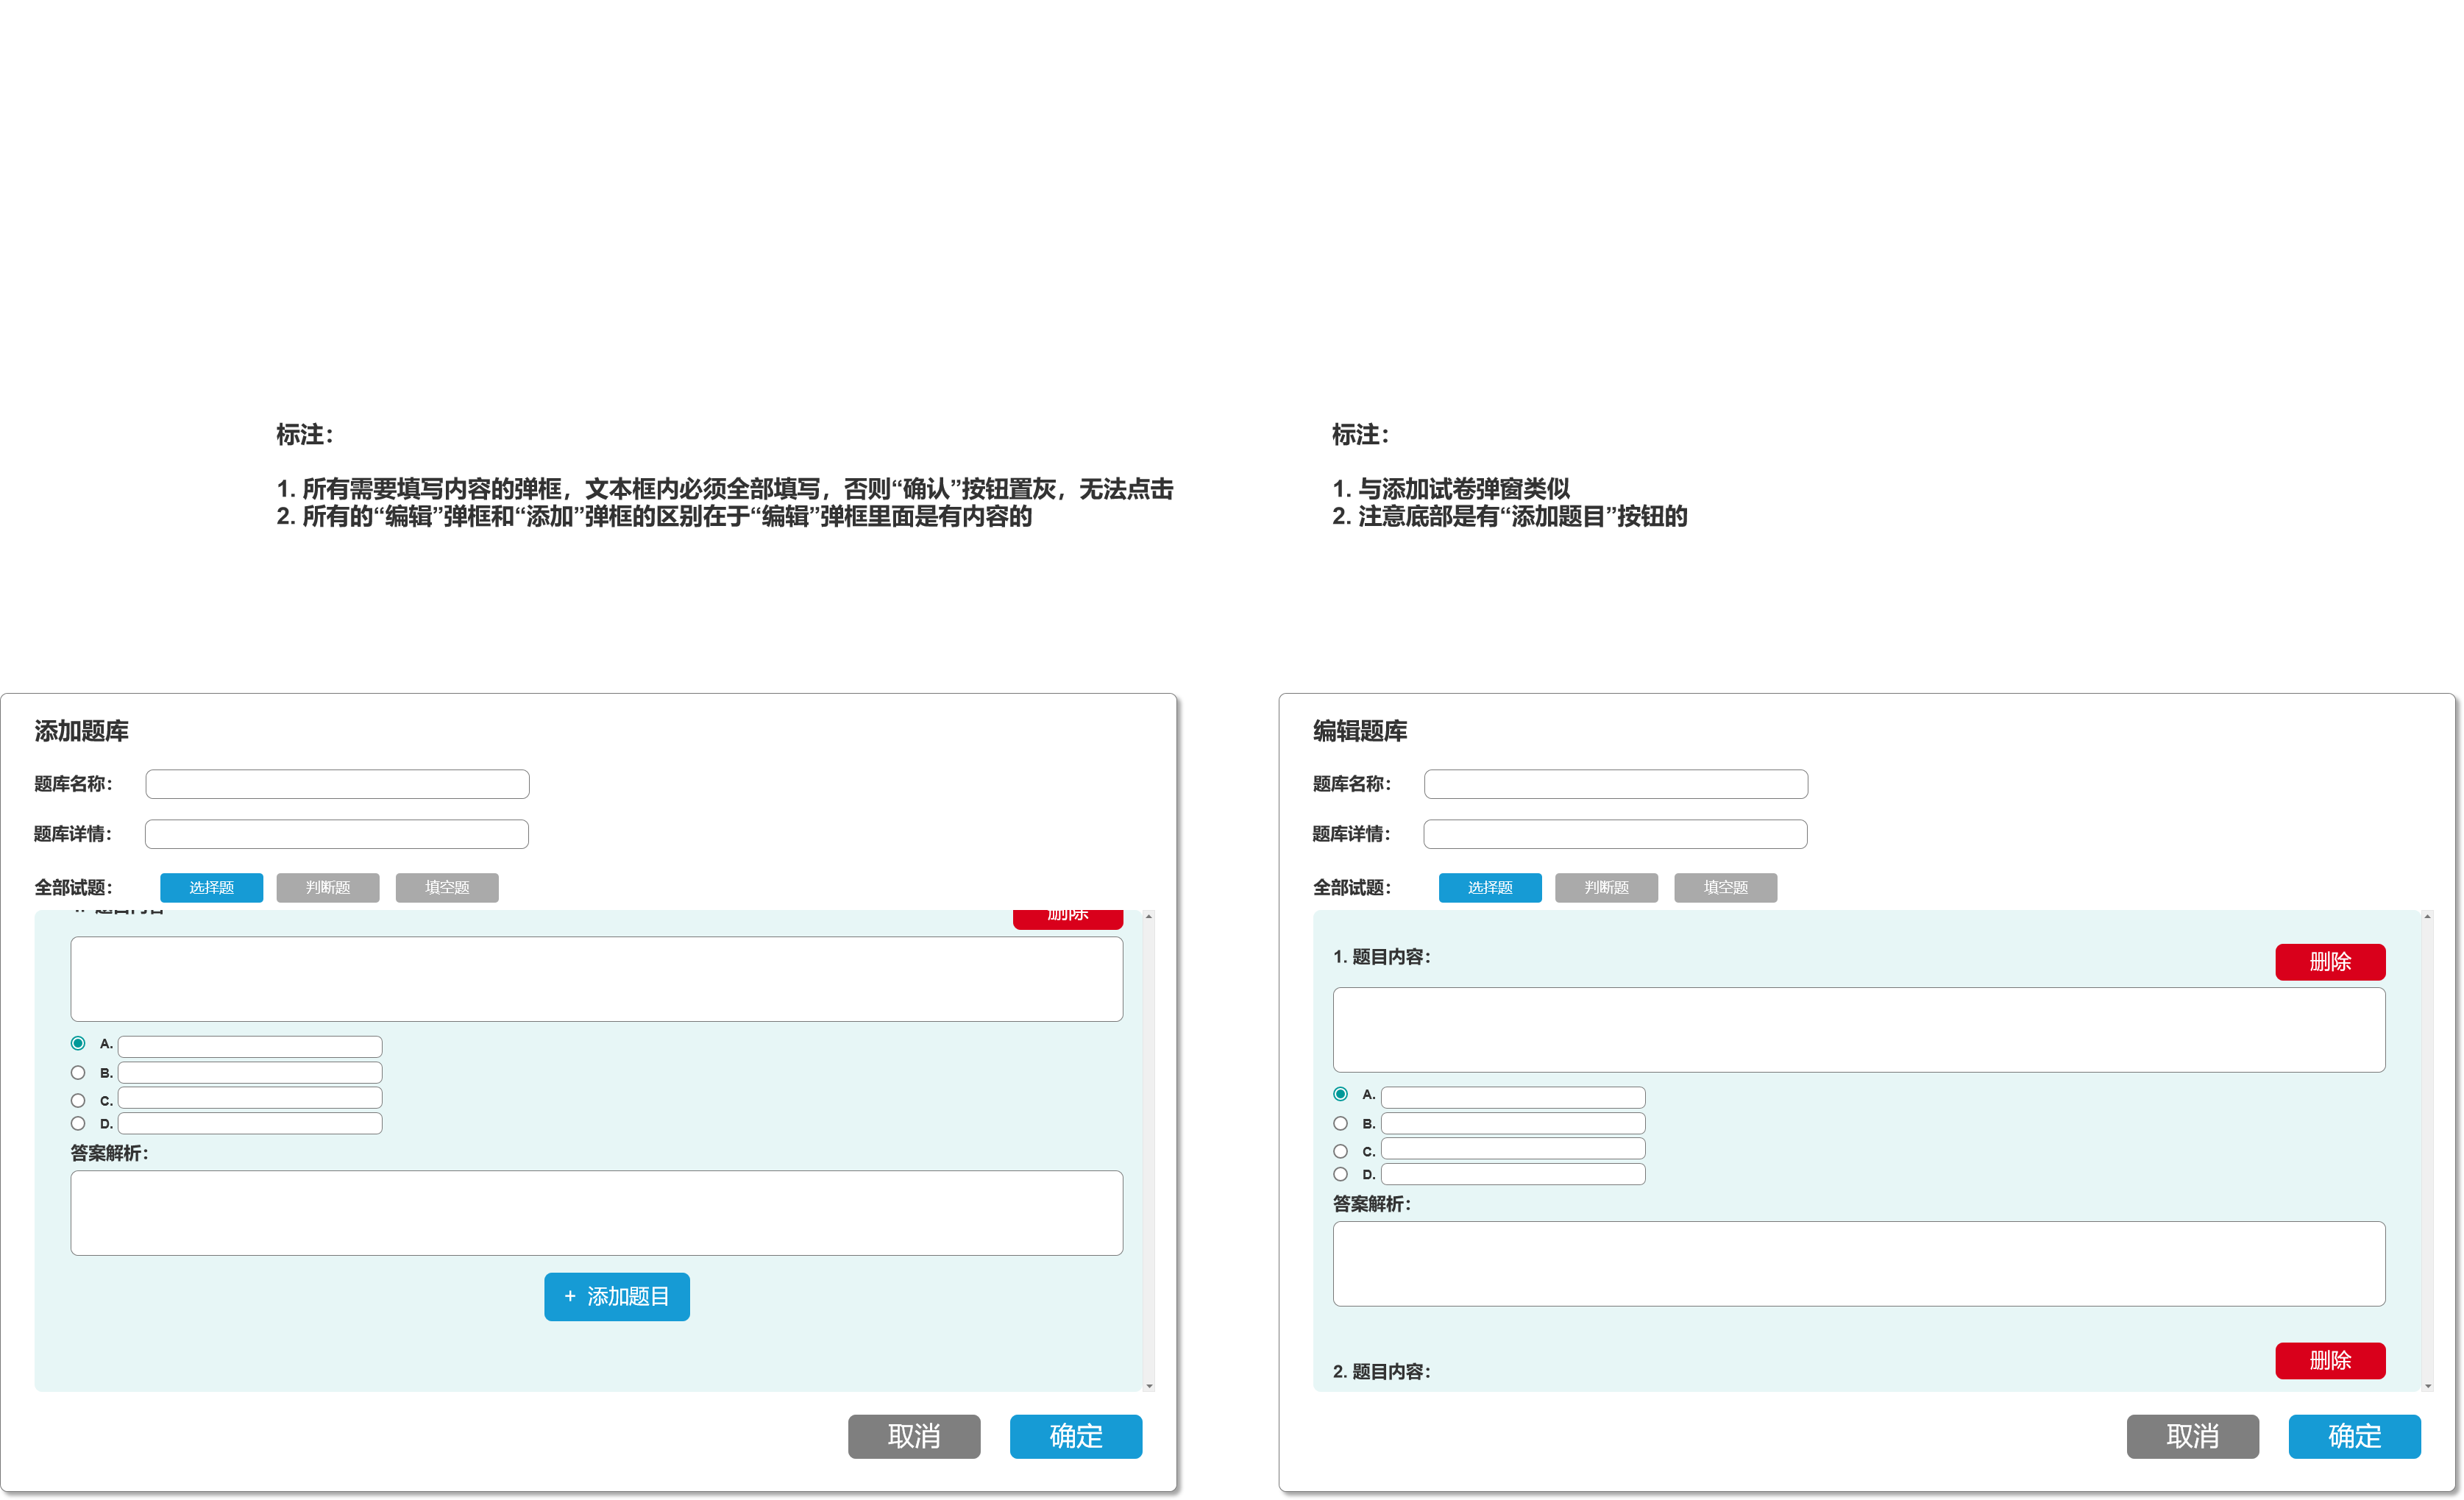 标注：
1. 所有需要填写内容的弹框，文本框内必须全部填写，否则“确认”按钮置灰，无法点击
2. 所有的“编辑”弹框和“添加”弹框的区别在于“编辑”弹框里面是有内容的
标注：
1. 与添加试卷弹窗类似
2. 注意底部是有“添加题目”按钮的
添加题库
题库名称：
题库详情：
全部试题：
选择题
判断题
填空题
题目内容
删除
A.
B.
C.
D.
答案解析：
+ 添加题目
取消
确定
编辑题库
题库名称：
题库详情：
全部试题：
选择题
判断题
填空题
1. 题目内容：
删除
A.
B.
C.
D.
答案解析：
2. 题目内容：
删除
取消
确定